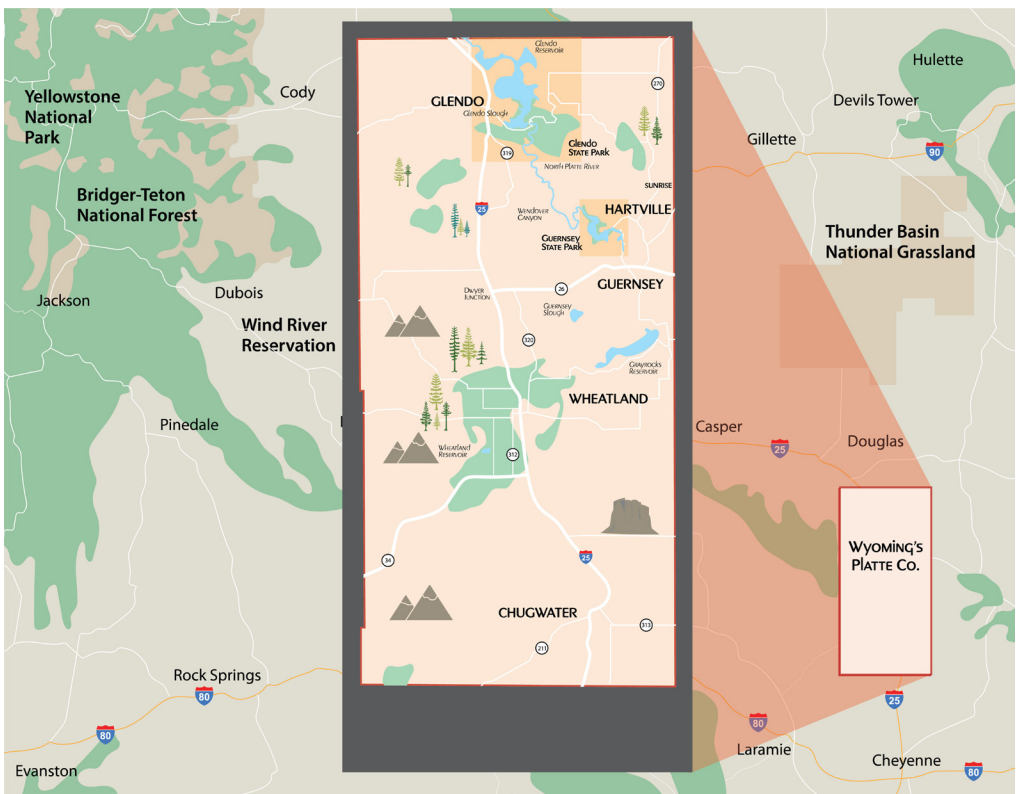 Yellowstone
National
Park
Cody
Bridger-Teton
National Forest
Jackson
Dubois
Wind River
Reservation
Pinedale
Rock Springs
80
80
Evanston
Glendo
Reservoir
270
GLENDO
Glendo Slough
Glendo
State Park
319
North Platte River
Sunrise
25
Wendover
Canyon
HARTVILLE
Guernsey
State Park
Dwyer
Junction
26
GUERNSEY
Guernsey
Slough
320
Grayrocks
Reservoir
WHEATLAND
Wheatland
Reservoir
312
34
25
CHUGWATER
313
211
Hulette
Devils Tower
Gillette
90
Thunder Basin
National Grassland
Casper
25
Douglas
Wyoming's
Platte Co.
25
80
Laramie
Cheyenne
80